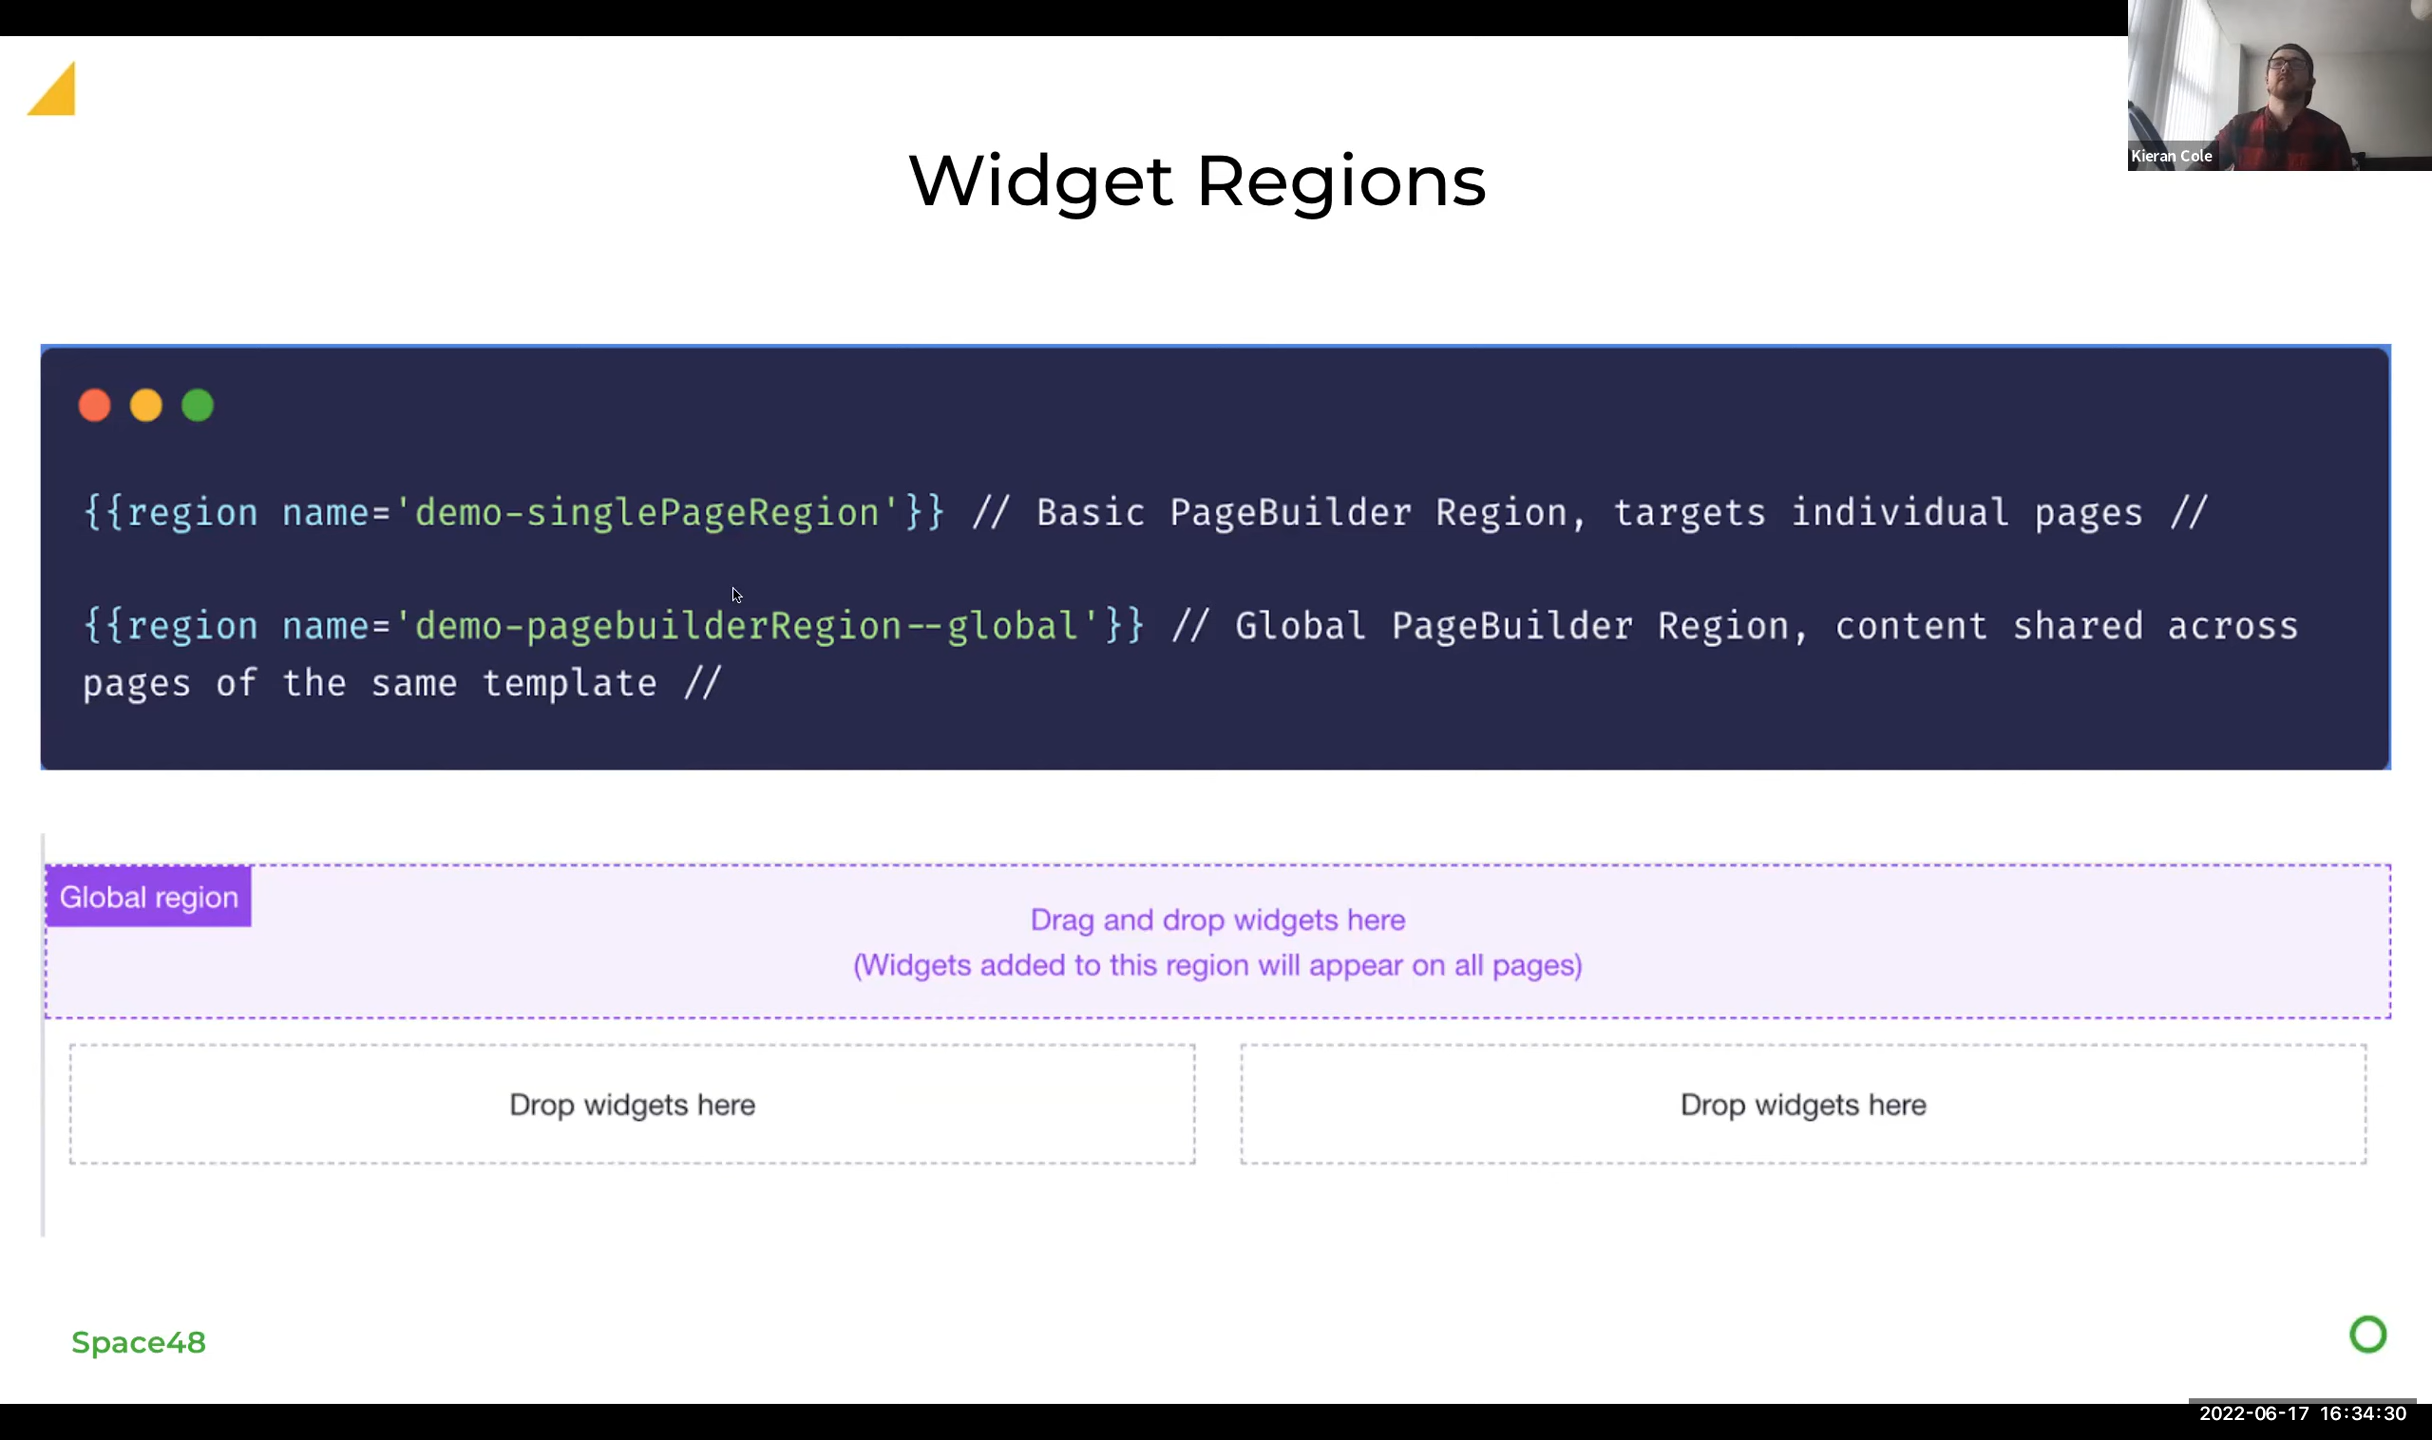 Kieran Cole
Widget Regions
{{region name='demo-singlePageRegion'}} // Basic PageBuilder Region, targets individual pages //
{{region name='demo-pagebuilderRegion--global'}} // Global PageBuilder Region, content shared across
pages of the same template //
Global region
Drag and drop widgets here
(Widgets added to this region will appear on all pages)
Drop widgets here
Drop widgets here
Space48
2022-06-17 16:34:30